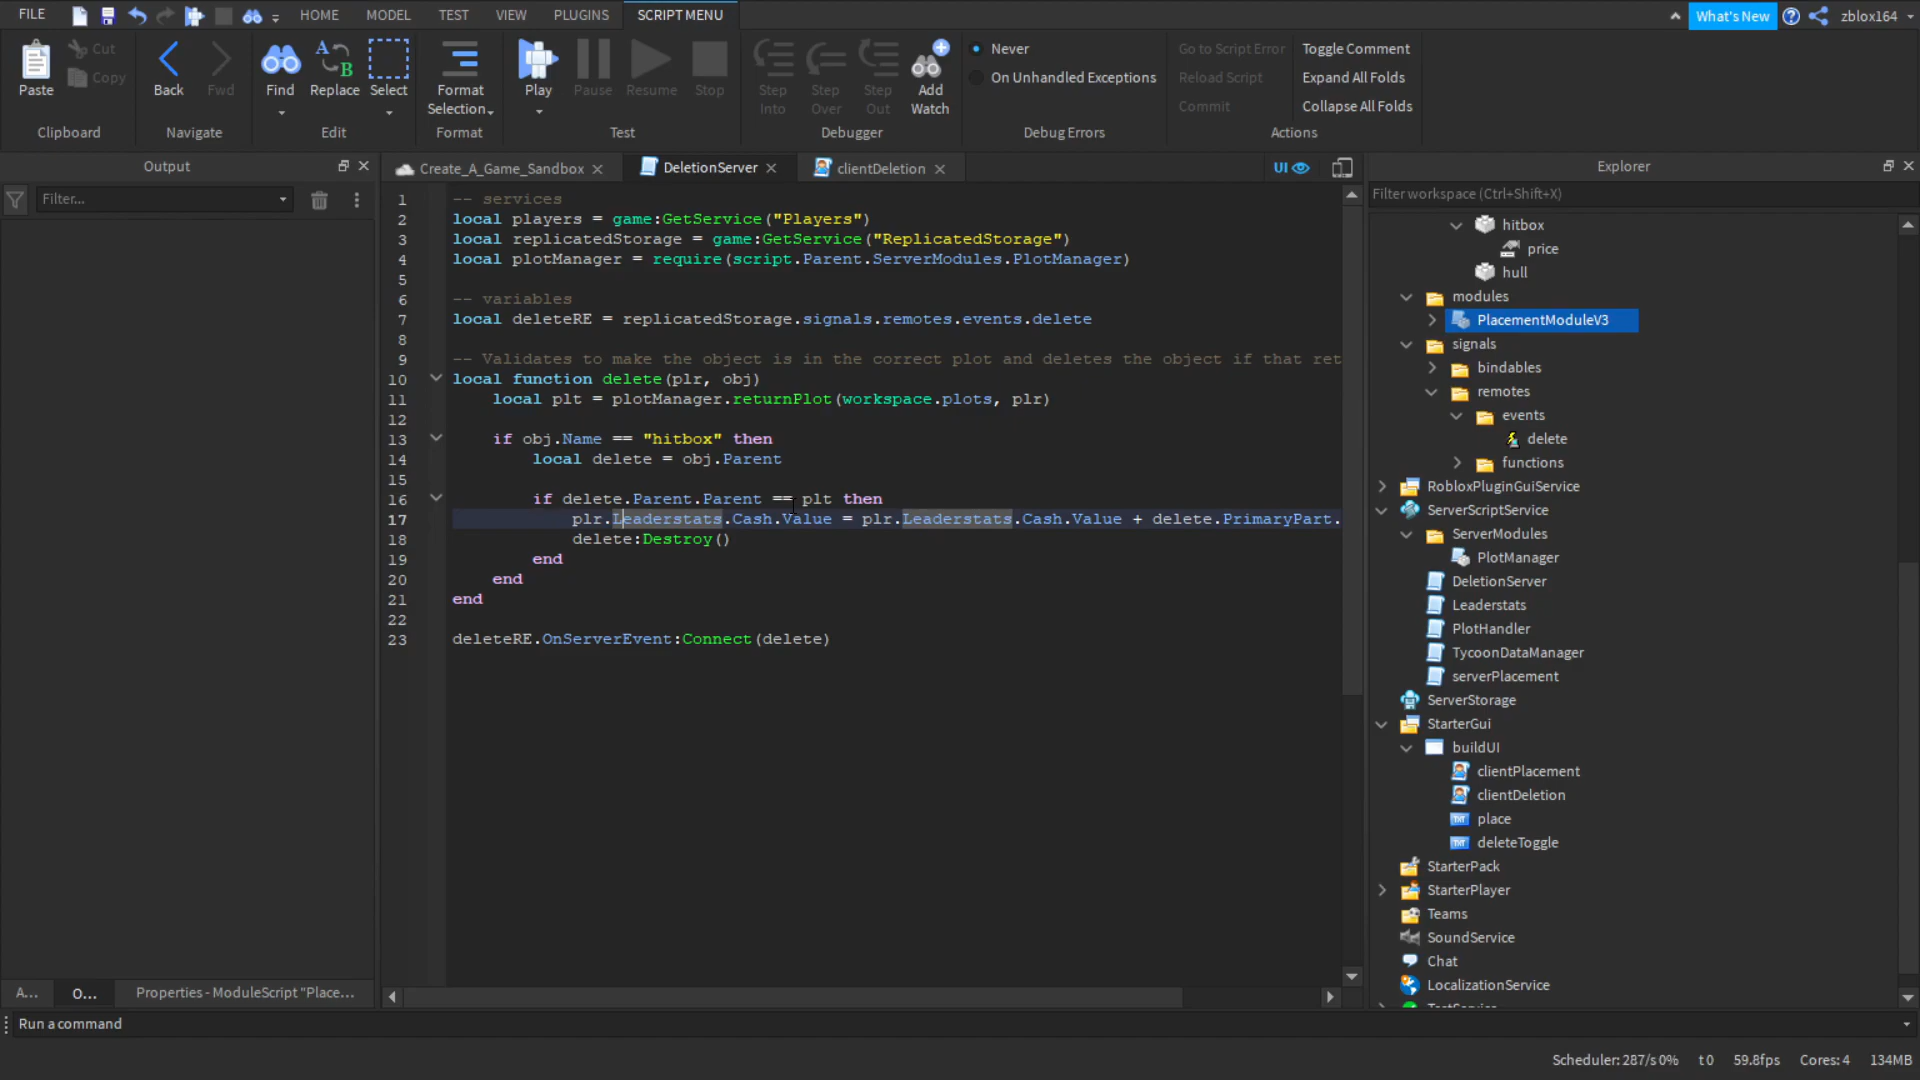 FILE
HOME
MODEL
TEST
VIEW
PLUGINS
SCRIPT MENU
What's New
zblox164
Paste
Cut
Copy
Clipboard
Back
Fwd
Navigate
Find
Replace
Select
Edit
Format
Selection
Format
Play
Pause
Resume
Stop
Test
Step
Into
Step
Over
Step
Out
Add
Watch
Debugger
Never
On Unhandled Exceptions
Debug Errors
Go to Script Error
Reload Script
Commit
Toggle Comment
Expand All Folds
Collapse All Folds
Actions
Output
Filter...
Create_A_Game_Sandbox
DeletionServer
clientDeletion
UI
1 -- services
2 local players = game:GetService("Players")
3 local replicatedStorage = game:GetService("ReplicatedStorage")
4 local plotManager = require(script.Parent.ServerModules.PlotManager)
5
6 -- variables
7 local deleteRE = replicatedStorage.signals.remotes.events.delete
8
9 -- Validates to make the object is in the correct plot and deletes the object if that ret
10 local function delete(plr, obj)
11 local plt = plotManager.returnPlot(workspace.plots, plr)
12
13 if obj.Name == "hitbox" then
14 local delete = obj.Parent
15
16 if delete.Parent.Parent == plt then
17 plr.Leaderstats.Cash.Value = plr.Leaderstats.Cash.Value + delete.PrimaryPart.
18 delete:Destroy()
19 end
20 end
21 end
22
23 deleteRE.OnServerEvent:Connect(delete)
Explorer
Filter workspace (Ctrl+Shift+X)
hitbox
price
hull
modules
PlacementModuleV3
signals
bindables
remotes
events
delete
functions
RobloxPluginGuiService
ServerScriptService
ServerModules
PlotManager
DeletionServer
Leaderstats
PlotHandler
TycoonDataManager
serverPlacement
ServerStorage
StarterGui
buildUI
clientPlacement
clientDeletion
place
deleteToggle
StarterPack
StarterPlayer
Teams
SoundService
Chat
LocalizationService
A...
O...
Properties - ModuleScript "Place...
Run a command
Scheduler: 287/s 0%
t 0
59.8fps
Cores: 4
134MB